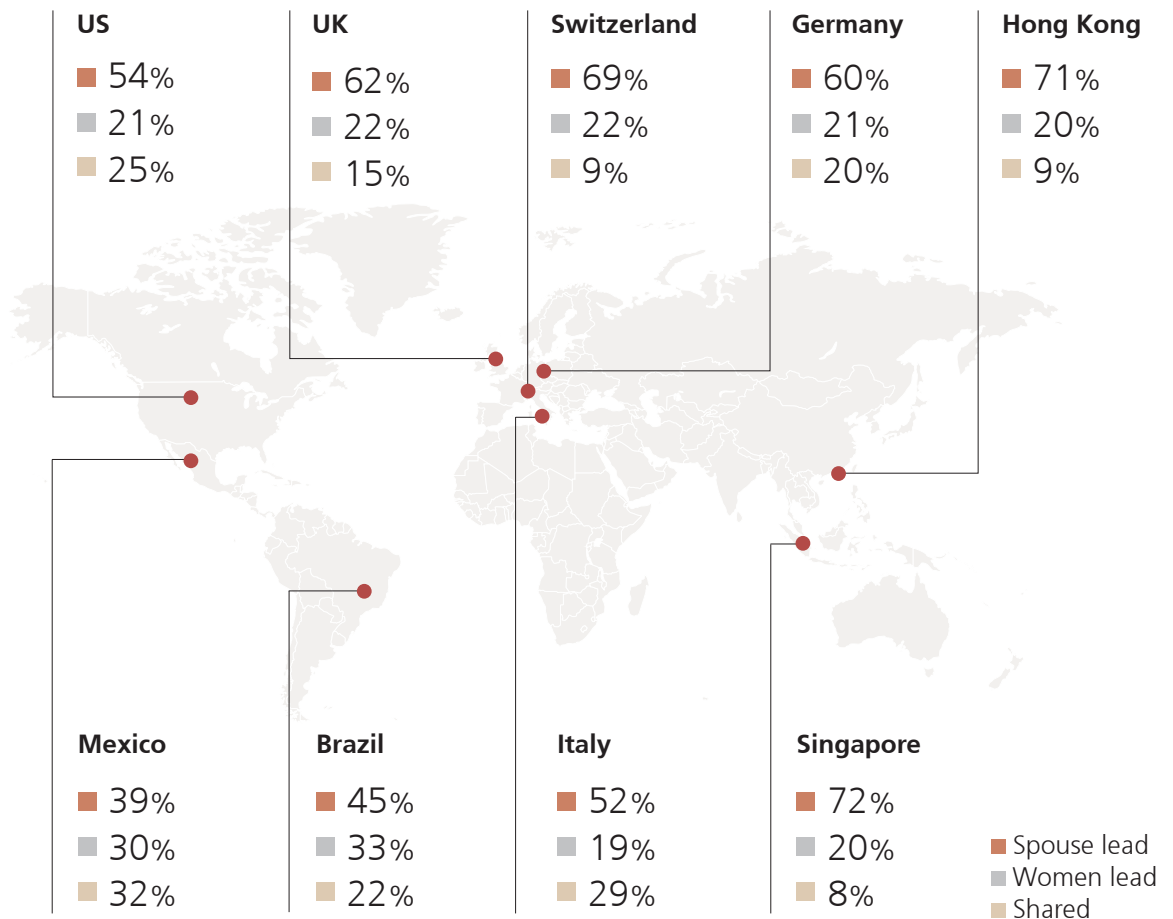 US
54%
21%
25%
UK
62%
22%
15%
Switzerland
69%
22%
9%
Germany
60%
21%
20%
Hong Kong
71%
20%
9%
Mexico
39%
30%
32%
Brazil
45%
33%
22%
Italy
52%
19%
29%
Singapore
72%
20%
8%
Spouse lead
Women lead
Shared